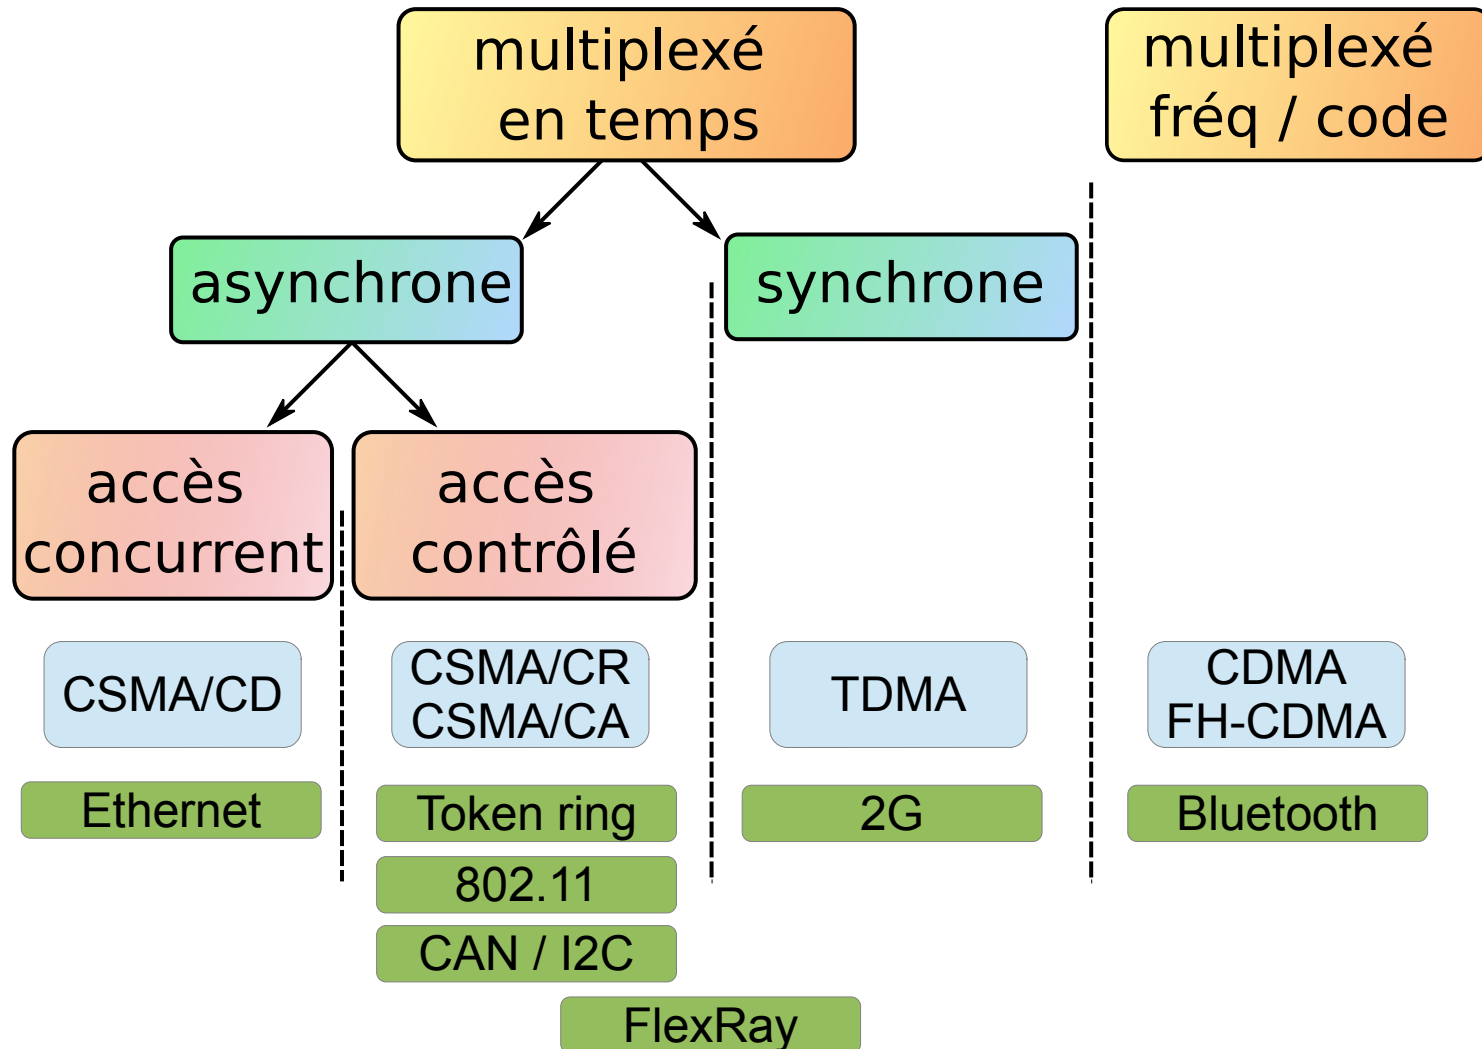 multiplexé
en temps
multiplexé
fréq / code
asynchrone
synchrone
accès
concurrent
accès
contrôlé
CSMA/CD
CSMA/CR
CSMA/CA
TDMA
CDMA
FH-CDMA
Ethernet
Token ring
2G
Bluetooth
802.11
CAN / I2C
FlexRay